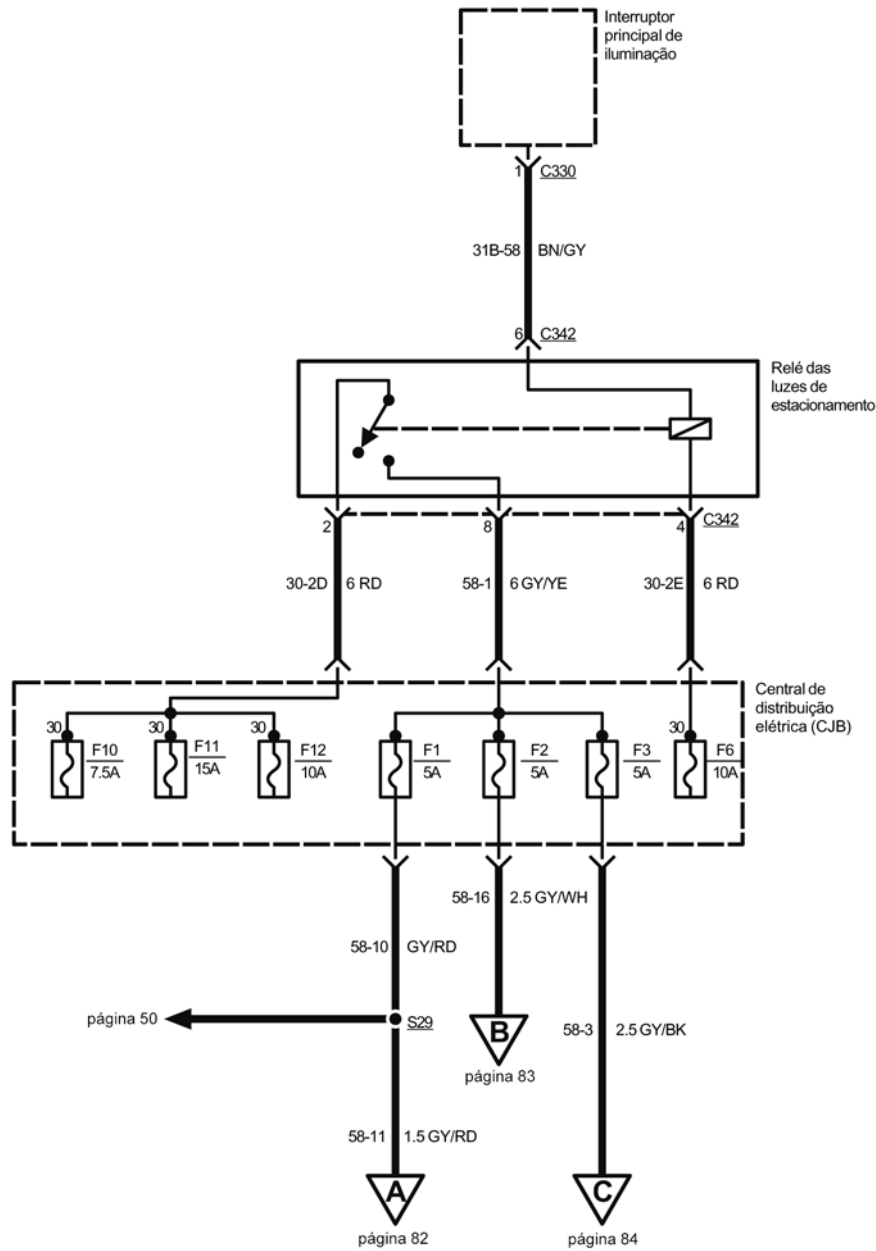 Interruptor
principal de
iluminação
1 C330
31B-58 BN/GY
6 C342
Relé das
luzes de
estacionamento
2 8 4 C342
30-2D 6 RD 58-1 6 GY/YE 30-2E 6 RD
Central de
distribuição
elétrica (CJB)
30 30 30 30
F10 F11 F12 F1 F2 F3 F6
7.5A 15A 10A 5A 5A 5A 10A
58-16 2.5 GY/WH
58-10 GY/RD
página 50 S29
B
58-3 2.5 GY/BK
página 83
58-11 1.5 GY/RD
A C
página 82 página 84